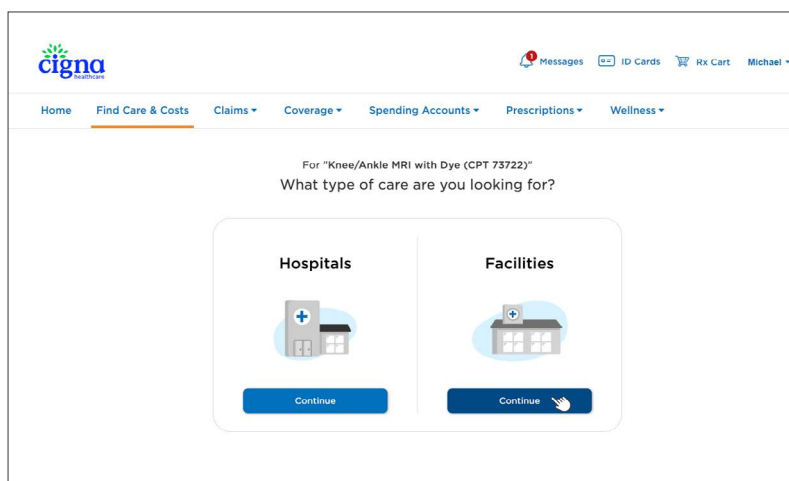 cigna
healthcare
1
Messages ID Cards Rx Cart Michael
Home Find Care & Costs Claims Coverage Spending Accounts Prescriptions Wellness
For "Knee/Ankle MRI with Dye (CPT 73722)"
What type of care are you looking for?
Hospitals Facilities
Continue Continue